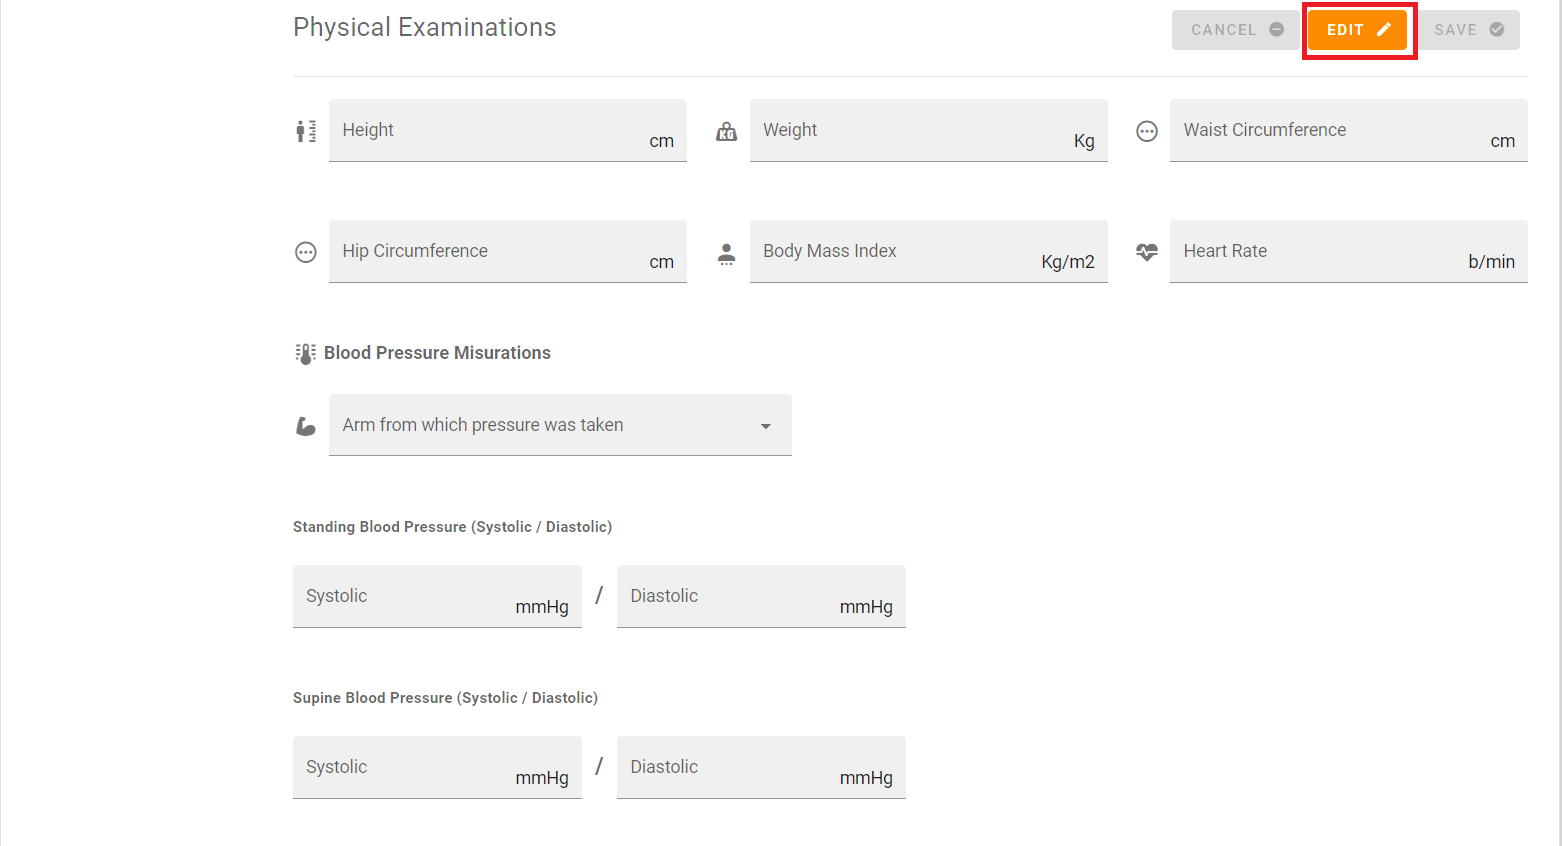 Physical Examinations
CANCEL EDIT SAVE
Height cm
Weight Kg
Waist Circumference cm
Hip Circumference cm
Body Mass Index Kg/m2
Heart Rate b/min
Blood Pressure Misurations
Arm from which pressure was taken
Standing Blood Pressure (Systolic / Diastolic)
Systolic mmHg / Diastolic mmHg
Supine Blood Pressure (Systolic / Diastolic)
Systolic mmHg / Diastolic mmHg